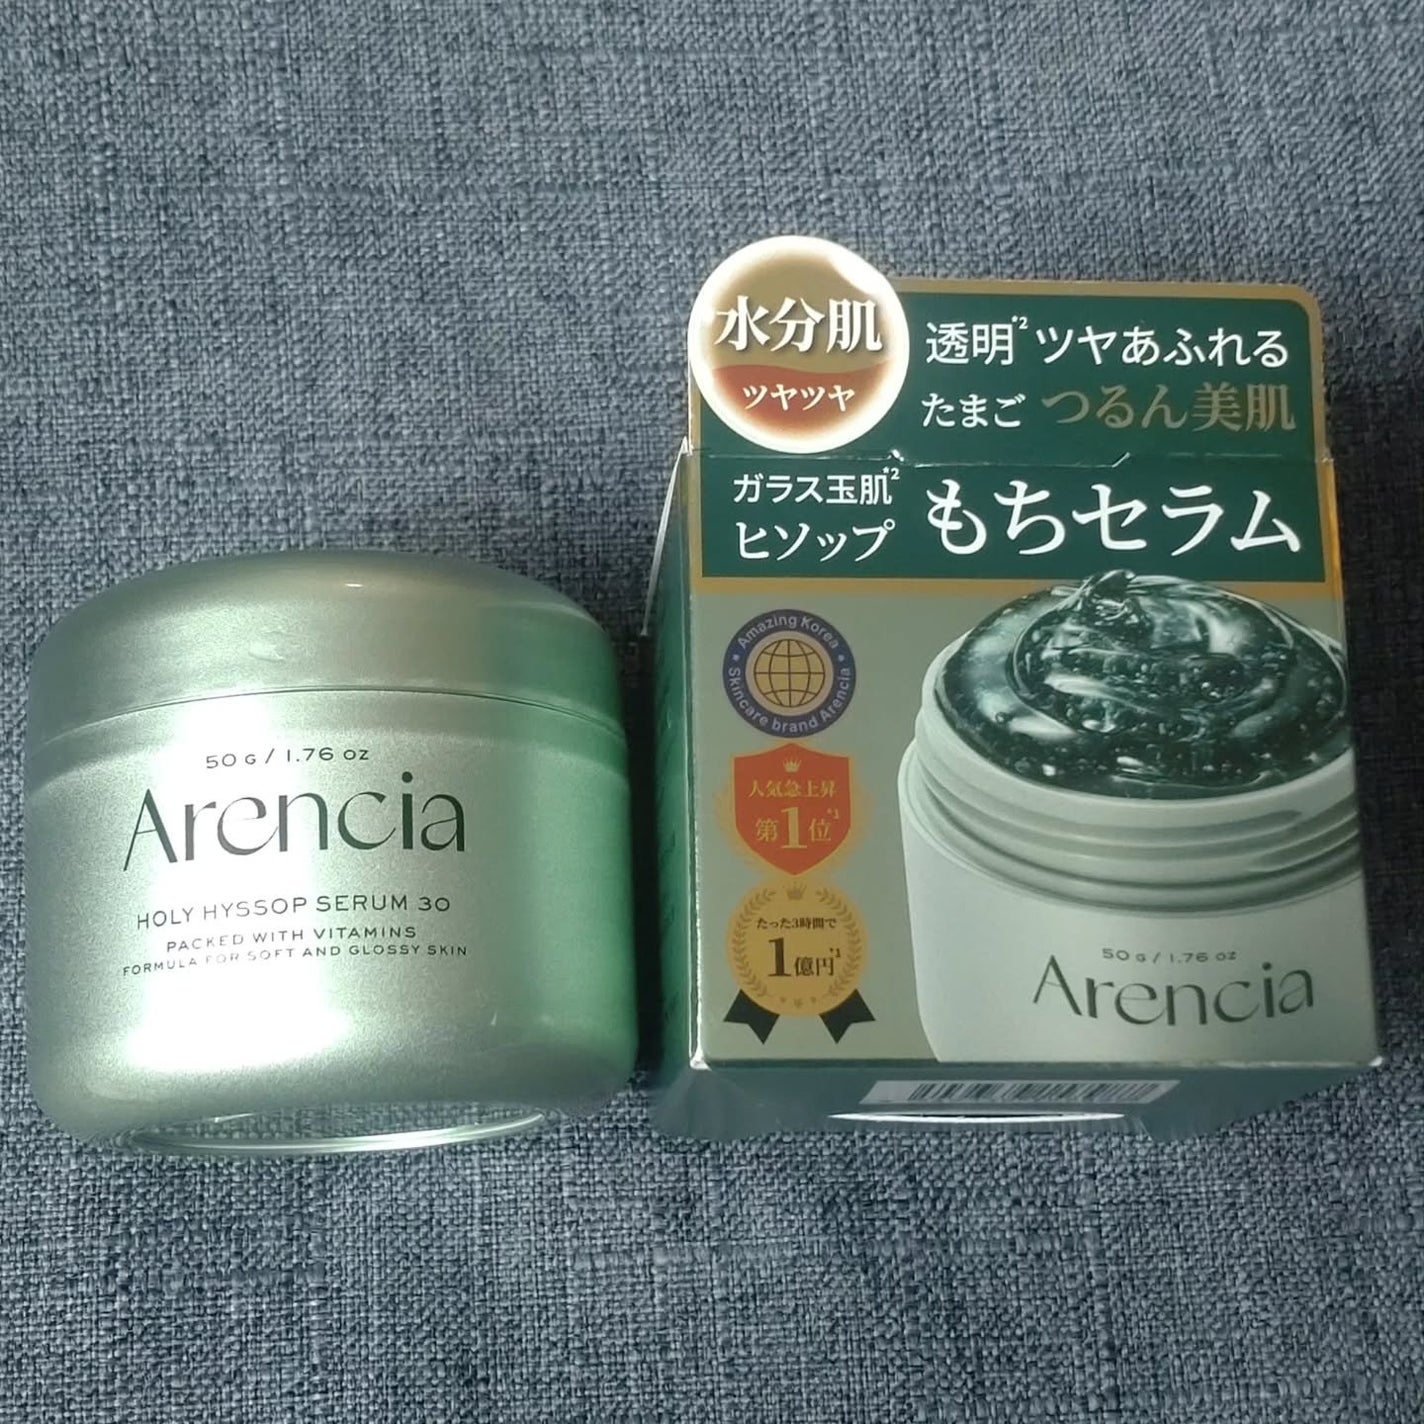 50 G / 1.76 OZ
Arencia
HOLY HYSSOP SERUM 30
PACKED WITH VITAMINS
FORMULA FOR SOFT AND GLOSSY SKIN
水分肌
ツヤツヤ
透明*2 ツヤあふれる
たまご つるん美肌
ガラス玉肌*2
ヒソップ もちセラム
Amazing Korea
Skincare brand Arencia
人気急上昇
第1位*1
たった3時間で
1億円*1
50 G / 1.76 OZ
Arencia